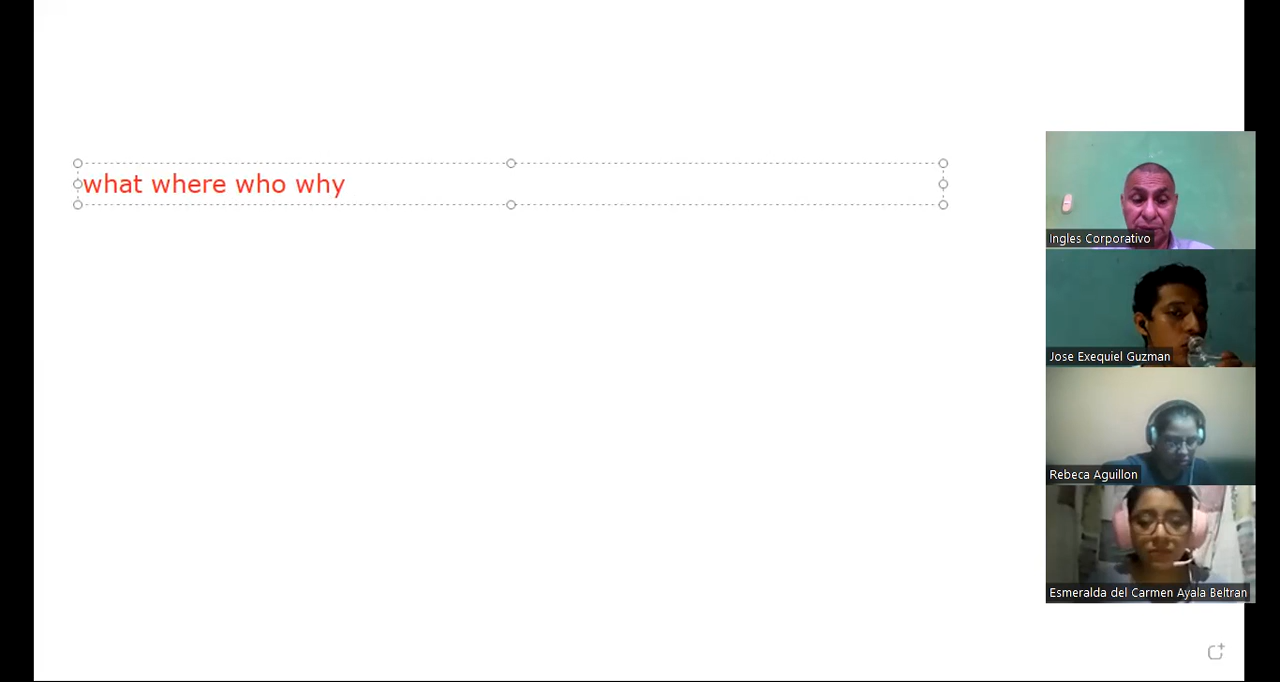 what where who why
Ingles Corporativo
Jose Exequiel Guzman
Rebeca Aguillon
Esmeralda del Carmen Ayala Beltran